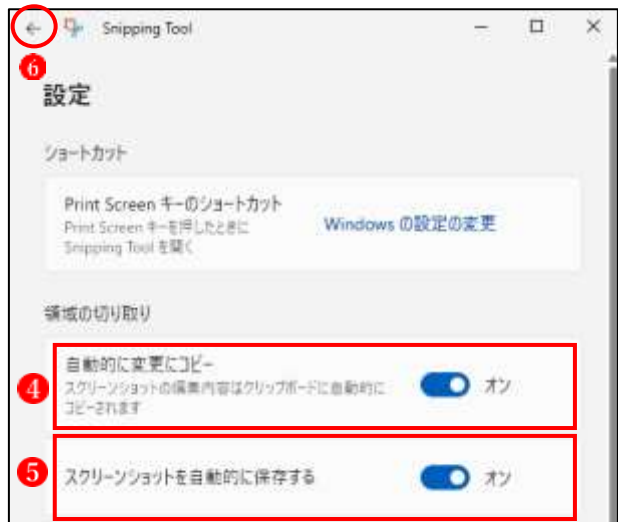 ← Snipping Tool
❻
設定
ショートカット
Print Screen キーのショートカット
Print Screen キーを押したときに
Snipping Tool を開く
Windows の設定の変更
領域の切り取り
❹
自動的に変更にコピー
スクリーンショットの編集内容はクリップボードに自動的に
コピーされます
オン
❺
スクリーンショットを自動的に保存する
オン